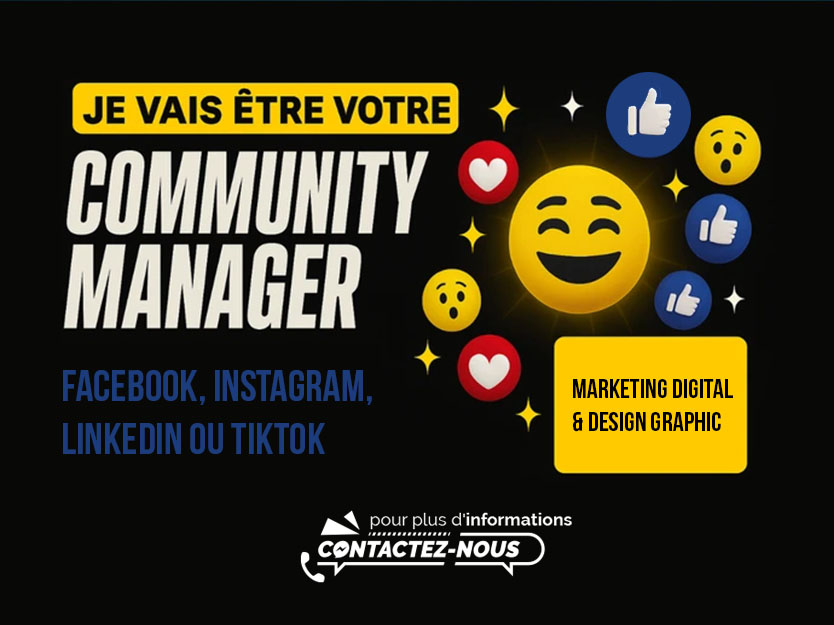 JE VAIS ÊTRE VOTRE
COMMUNITY
MANAGER
FACEBOOK, INSTAGRAM,
LINKEDIN OU TIKTOK
MARKETING DIGITAL
& DESIGN GRAPHIC
pour plus d'informations
CONTACTEZ-NOUS